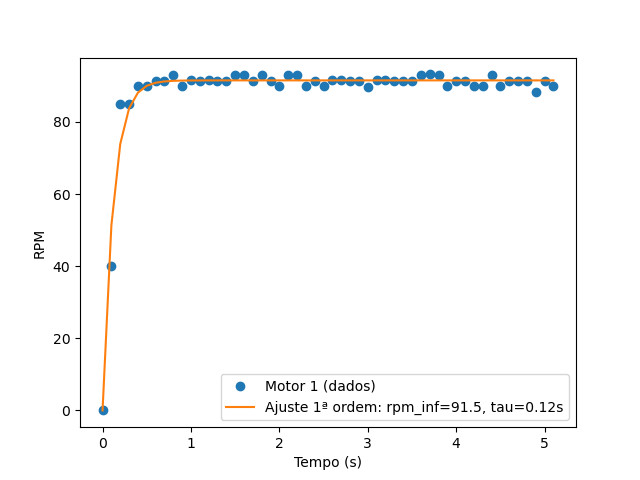 80
60
40
20
0
RPM
Motor 1 (dados)
Ajuste 1ª ordem: rpm_inf=91.5, tau=0.12s
0 1 2 3 4 5
Tempo (s)